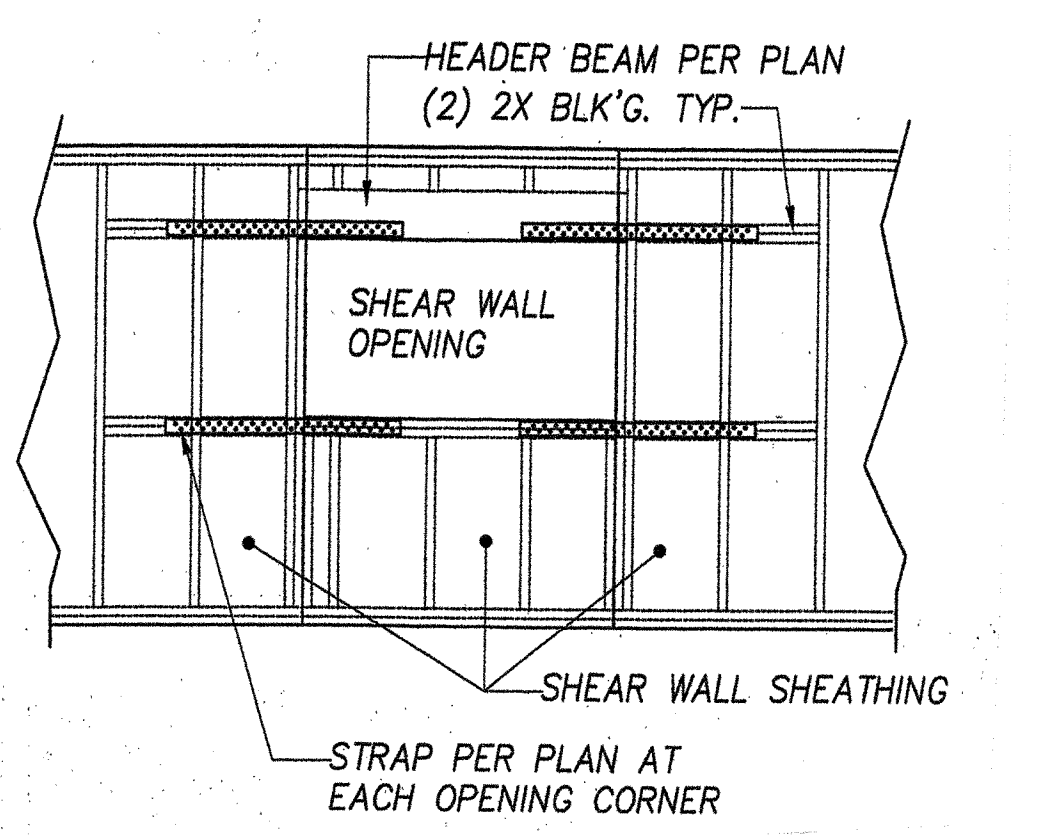 HEADER BEAM PER PLAN
(2) 2X BLK'G. TYP.
SHEAR WALL
OPENING
SHEAR WALL SHEATHING
STRAP PER PLAN AT
EACH OPENING CORNER